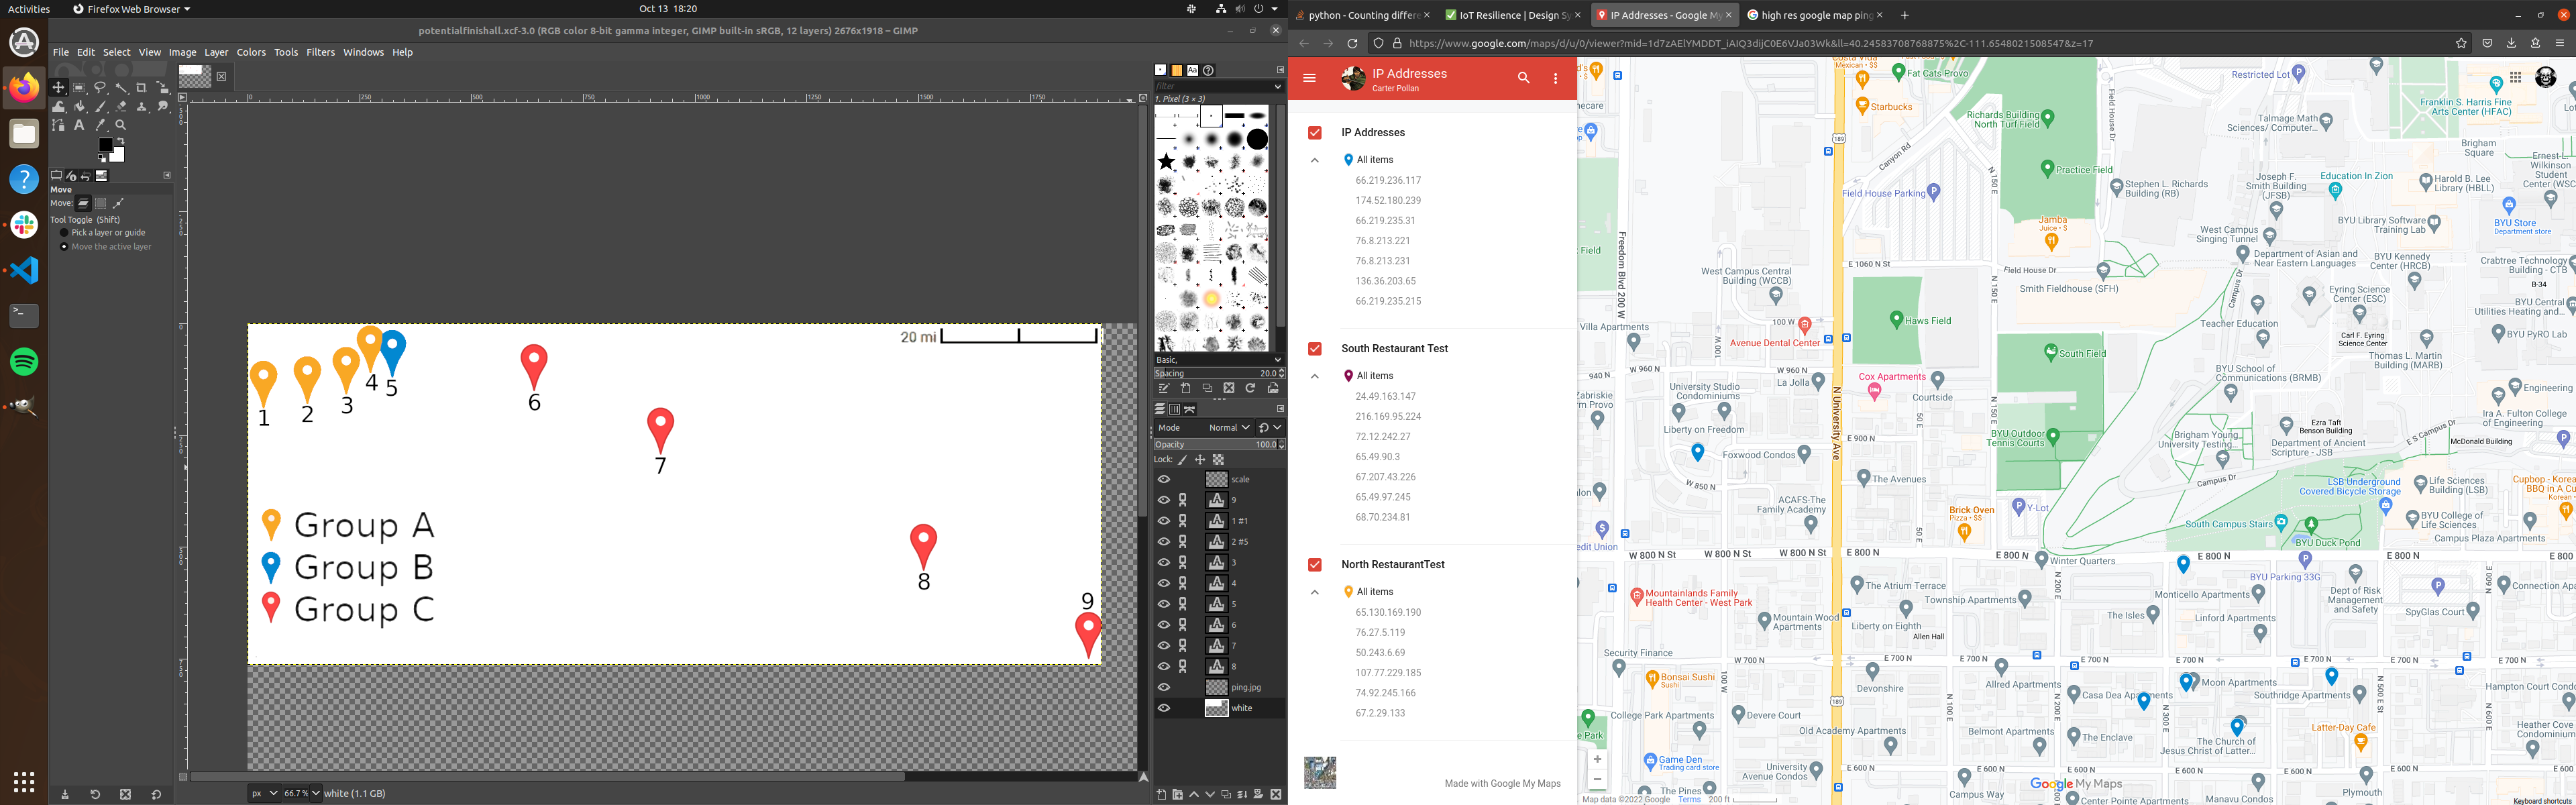 Activities
Firefox Web Browser
Oct 13 18:20
potentialfinishall.xcf-3.0 (RGB color 8-bit gamma integer, GIMP built-in sRGB, 12 layers) 2676x1918 – GIMP
File Edit Select View Image Layer Colors Tools Filters Windows Help
Move
Move:
Tool Toggle (Shift)
Pick a layer or guide
Move the active layer
20 mi
1
2
3
4
5
6
7
8
9
Group A
Group B
Group C
px
66.7 %
white (1.1 GB)
filter
1. Pixel (3 × 3)
Basic,
Spacing 20.0
Mode Normal
Opacity 100.0
Lock:
scale
9
1 #1
2 #5
3
4
5
6
7
8
ping.jpg
white
python - Counting differe
IoT Resilience | Design Sy
IP Addresses - Google My
high res google map ping
https://www.google.com/maps/d/u/0/viewer?mid=1d7zAElYMDDT_iAIQ3dijC0E6VJa03Wk&ll=40.24583708768875%2C-111.6548021508547&z=17
IP Addresses
Carter Pollan
IP Addresses
All items
66.219.236.117
174.52.180.239
66.219.235.31
76.8.213.221
76.8.213.231
136.36.203.65
66.219.235.215
South Restaurant Test
All items
24.49.163.147
216.169.95.224
72.12.242.27
65.49.90.3
67.207.43.226
65.49.97.245
68.70.234.81
North RestaurantTest
All items
65.130.169.190
76.27.5.119
50.243.6.69
107.77.229.185
74.92.245.166
67.2.29.133
Made with Google My Maps
Fat Cats Provo
Starbucks
Restricted Lot
Franklin S. Harris Fine
Arts Center (HFAC)
Richards Building
North Turf Field
Talmage Math
Sciences/ Computer...
Canyon Rd
Brigham
Square
Practice Field
Field House Parking
Stephen L. Richards
Building (RB)
Joseph F.
Smith Building
(JFSB)
Education In Zion
Harold B. Lee
Library (HBLL)
BYU Store
Department store
Jamba
Juice • $
West Campus
Singing Tunnel
BYU Library Software
Training Lab
Department of Asian and
Near Eastern Languages
BYU Kennedy
Center (HRCB)
Crabtree Technology
Building - CTB
E 1060 N St
Field House Dr
Smith Fieldhouse (SFH)
West Campus Central
Building (WCCB)
Freedom Blvd 200 W
Eyring Science
Center (ESC)
B-34
Haws Field
Teacher Education
Carl F. Eyring
Science Center
BYU PyRO Lab
Avenue Dental Center
Villa Apartments
South Field
Thomas L. Martin
Building (MARB)
W 960 N
La Jolla
Cox Apartments
Courtside
BYU School of
Communications (BRMB)
University Studio
Condominiums
Liberty on Freedom
N University Ave
BYU Outdoor
Tennis Courts
Ezra Taft
Benson Building
Ira A. Fulton College
of Engineering
E 900 N
Foxwood Condos
Brigham Young
University Testing...
Department of Ancient
Scripture - JSB
McDonald Building
W 850 N
The Avenues
Campus Dr
LSB Underground
Covered Bicycle Storage
Life Sciences
Building (LSB)
ACAFS-The
Family Academy
Brick Oven
Pizza • $$
Y-Lot
South Campus Stairs
BYU College of
Life Sciences
BYU Duck Pond
Campus Plaza Apartments
W 800 N St
E 800 N
Winter Quarters
BYU Parking 33G
Mountainlands Family
Health Center - West Park
The Atrium Terrace
Township Apartments
Monticello Apartments
Dept of Risk
Management
and Safety
SpyGlas Court
Mountain Wood
Apartments
Liberty on Eighth
Allen Hall
The Isles
Linford Apartments
Security Finance
W 700 N
E 700 N
Bonsai Sushi
Sushi
Devonshire
Allred Apartments
Casa Dea Apartments
Moon Apartments
Southridge Apartments
College Park Apartments
Devere Court
Old Academy Apartments
Belmont Apartments
The Enclave
The Church of
Jesus Christ of Latter...
Latter-Day Cafe
Heather Cove
Condominiums
Game Den
Trading card store
University
Avenue Condos
E 600 N
Google My Maps
Campus Way
Center Point Apartments
Manavu Condos
Plymouth
The Pines
Map data ©2022 Google Terms 200 ft
Keyboard shortcuts